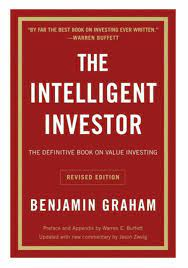 "BY FAR THE BEST BOOK ON INVESTING EVER WRITTEN."
—WARREN BUFFETT
THE
INTELLIGENT
INVESTOR
THE DEFINITIVE BOOK ON VALUE INVESTING
REVISED EDITION
BENJAMIN GRAHAM
Preface and Appendix by Warren E. Buffett
Updated with new commentary by Jason Zweig